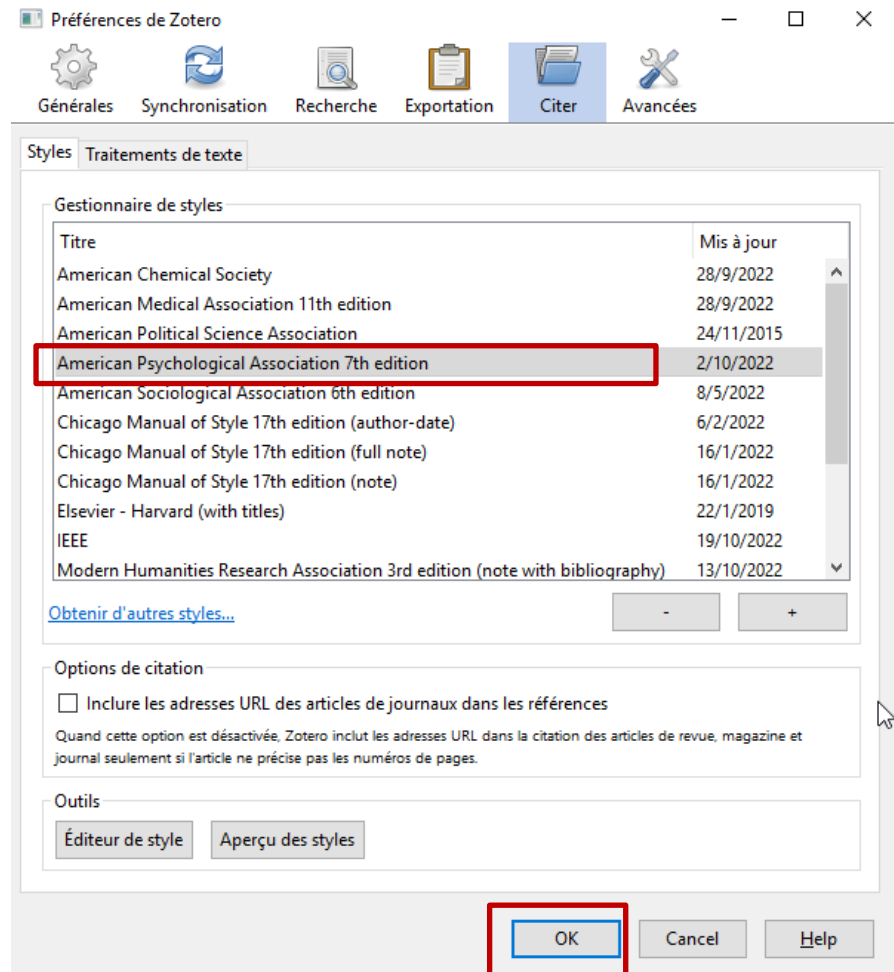 Préférences de Zotero
Générales Synchronisation Recherche Exportation Citer Avancées
Styles Traitements de texte
Gestionnaire de styles
Titre Mis à jour
American Chemical Society 28/9/2022
American Medical Association 11th edition 28/9/2022
American Political Science Association 24/11/2015
American Psychological Association 7th edition 2/10/2022
American Sociological Association 6th edition 8/5/2022
Chicago Manual of Style 17th edition (author-date) 6/2/2022
Chicago Manual of Style 17th edition (full note) 16/1/2022
Chicago Manual of Style 17th edition (note) 16/1/2022
Elsevier - Harvard (with titles) 22/1/2019
IEEE 19/10/2022
Modern Humanities Research Association 3rd edition (note with bibliography) 13/10/2022
Obtenir d'autres styles... - +
Options de citation
Inclure les adresses URL des articles de journaux dans les références
Quand cette option est désactivée, Zotero inclut les adresses URL dans la citation des articles de revue, magazine et
journal seulement si l'article ne précise pas les numéros de pages.
Outils
Éditeur de style Aperçu des styles
OK Cancel Help